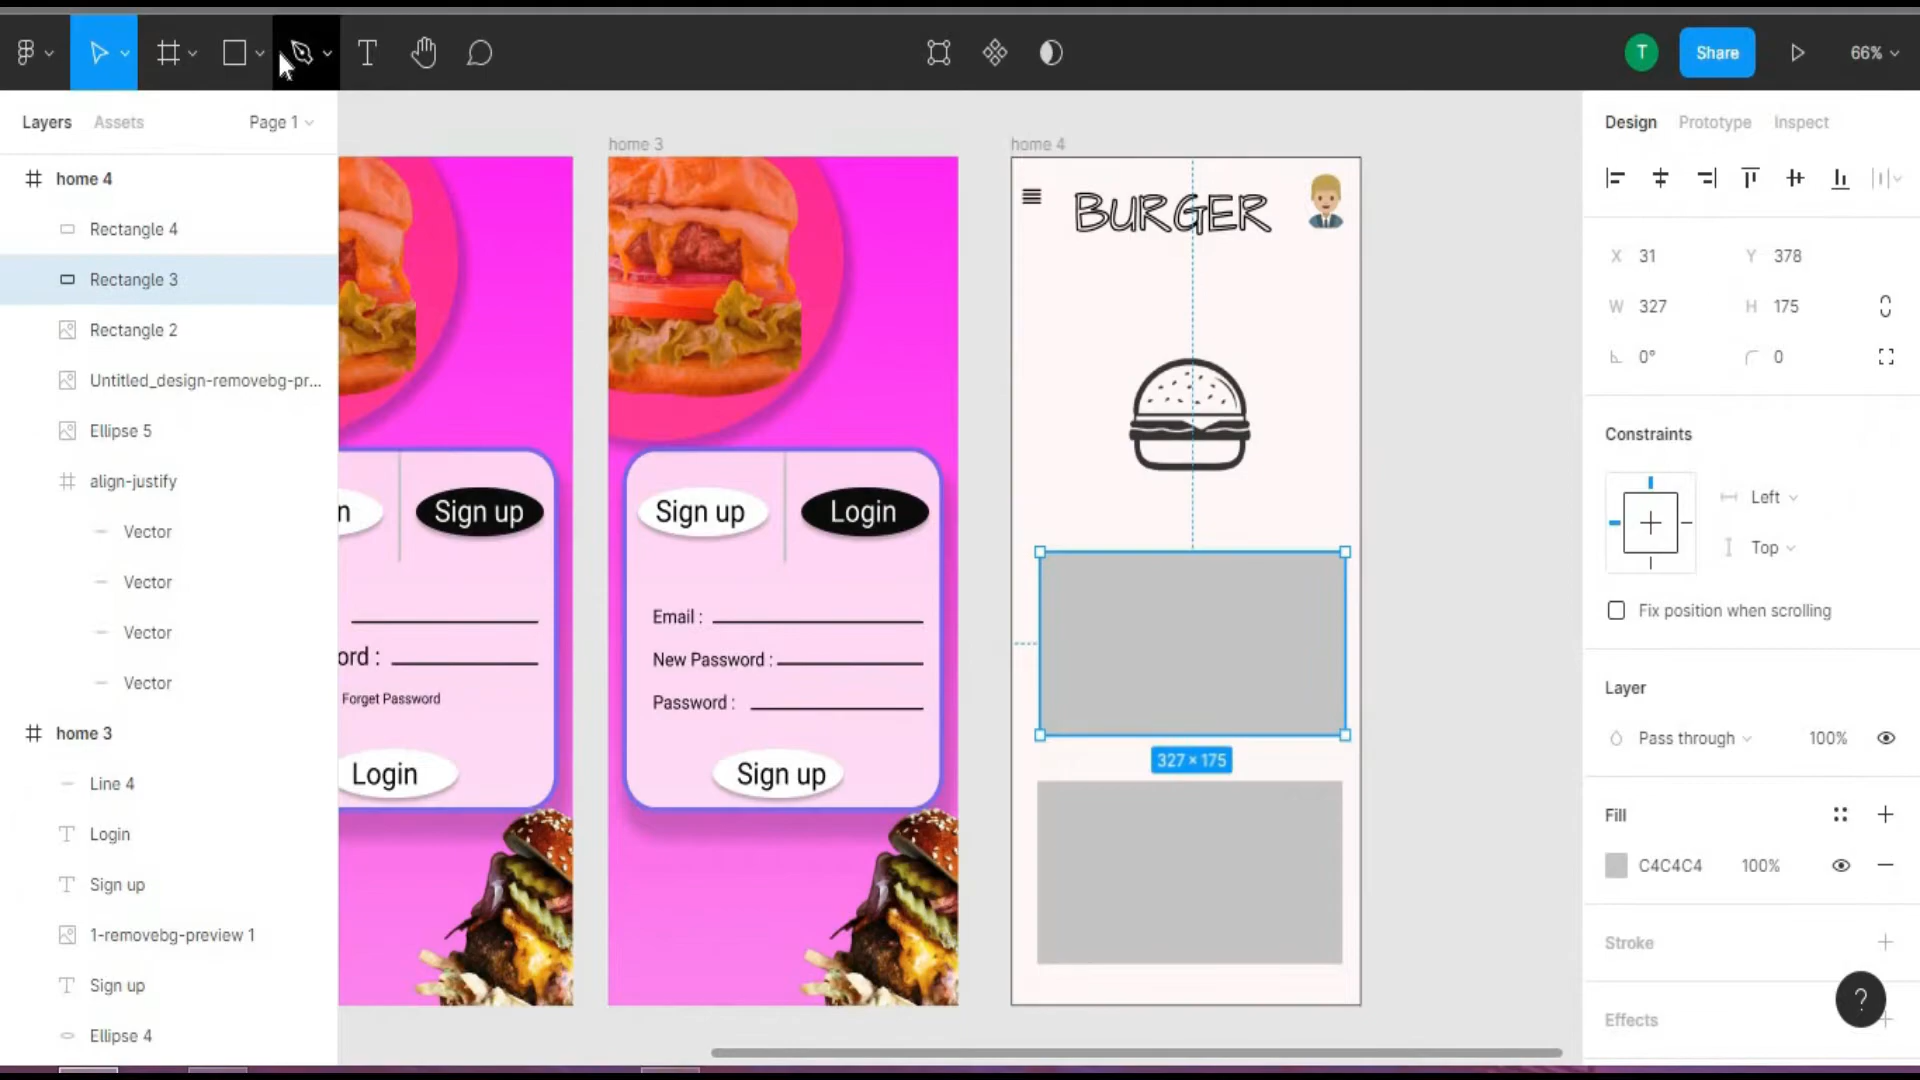 T
Share
66%
Layers
Assets
Page 1
home 4
Rectangle 4
Rectangle 3
Rectangle 2
Untitled_design-removebg-pr...
Ellipse 5
align-justify
Vector
Vector
Vector
Vector
home 3
Line 4
Login
Sign up
1-removebg-preview 1
Sign up
Ellipse 4
n
Sign up
ord :
Forget Password
Login
home 3
Sign up
Login
Email :
New Password :
Password :
Sign up
home 4
BURGER
327 × 175
Design
Prototype
Inspect
X 31
Y 378
W 327
H 175
0°
0
Constraints
Left
Top
Fix position when scrolling
Layer
Pass through
100%
Fill
C4C4C4
100%
Stroke
Effects
?